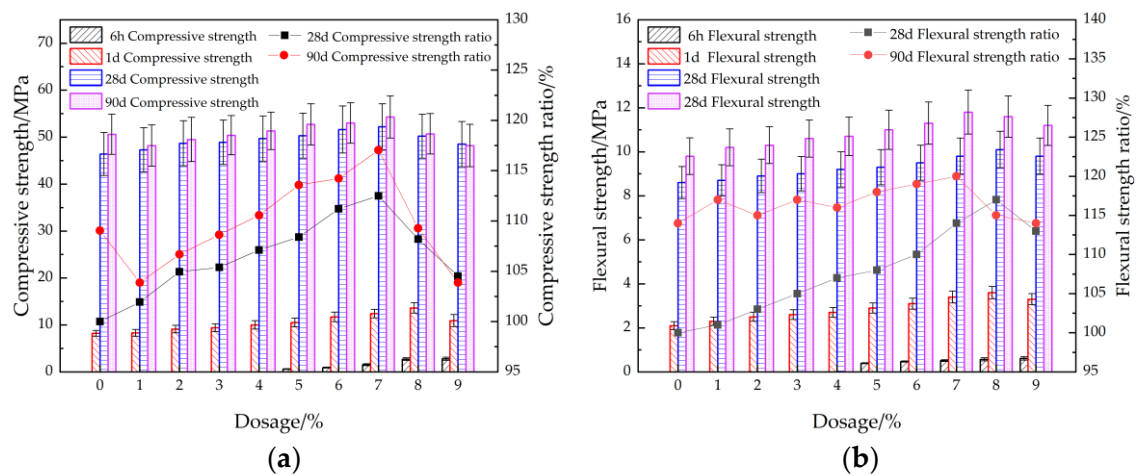 6h Compressive strength
1d Compressive strength
28d Compressive strength
90d Compressive strength
28d Compressive strength ratio
90d Compressive strength ratio
Compressive strength/MPa
0
10
20
30
40
50
60
70
Compressive strength ratio/%
95
100
105
110
115
120
125
130
0 1 2 3 4 5 6 7 8 9
Dosage/%
(a)
6h Flexural strength
1d Flexural strength
28d Flexural strength
28d Flexural strength
28d Flexural strength ratio
90d Flexural strength ratio
Flexural strength/MPa
0
2
4
6
8
10
12
14
16
Flexural strength ratio/%
95
100
105
110
115
120
125
130
135
140
0 1 2 3 4 5 6 7 8 9
Dosage/%
(b)